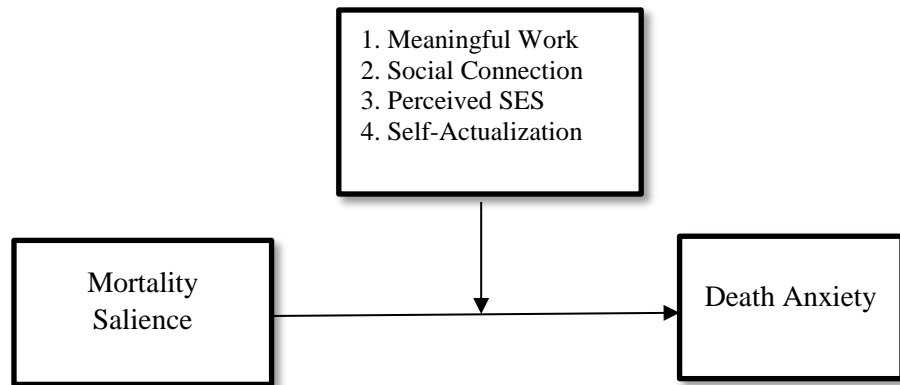 1. Meaningful Work
2. Social Connection
3. Perceived SES
4. Self-Actualization
Mortality
Salience
Death Anxiety